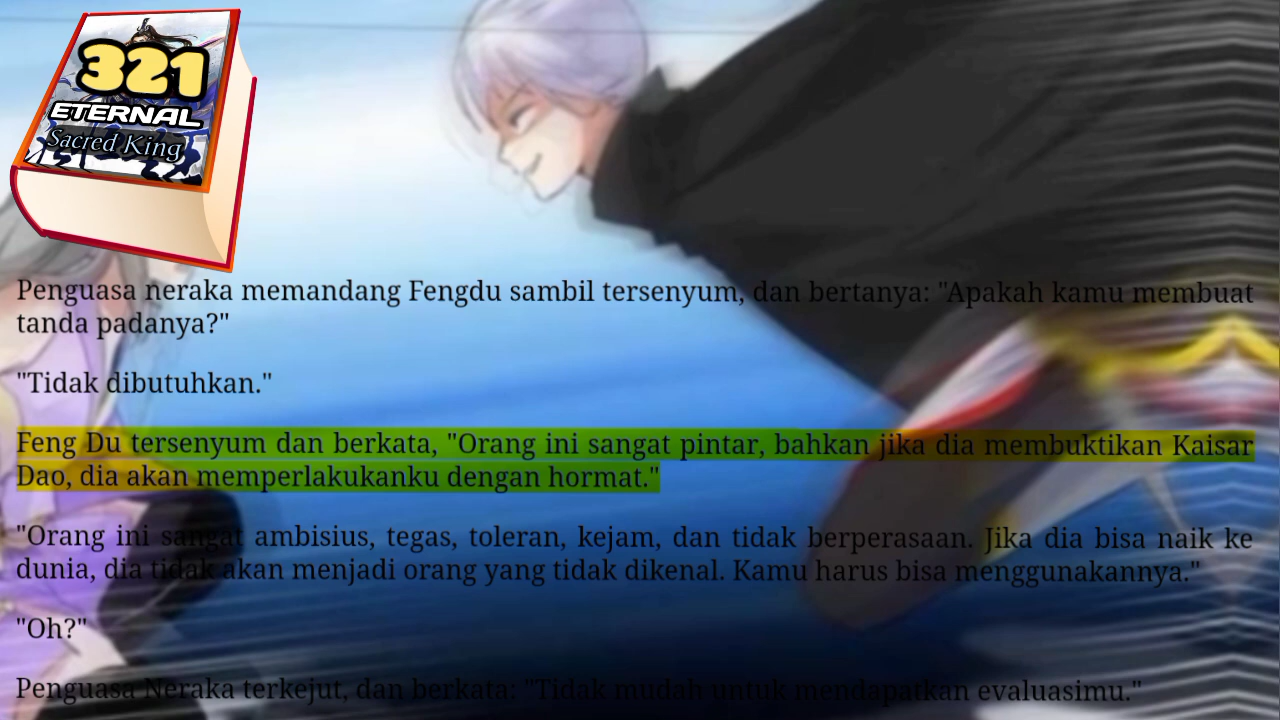 321
ETERNAL
Sacred King
Penguasa neraka memandang Fengdu sambil tersenyum, dan bertanya: "Apakah kamu membuat
tanda padanya?"
"Tidak dibutuhkan."
Feng Du tersenyum dan berkata, "Orang ini sangat pintar, bahkan jika dia membuktikan Kaisar
Dao, dia akan memperlakukanku dengan hormat."
"Orang ini sangat ambisius, tegas, toleran, kejam, dan tidak berperasaan. Jika dia bisa naik ke
dunia, dia tidak akan menjadi orang yang tidak dikenal. Kamu harus bisa menggunakannya."
"Oh?"
Penguasa Neraka terkejut, dan berkata: "Tidak mudah untuk mendapatkan evaluasimu."